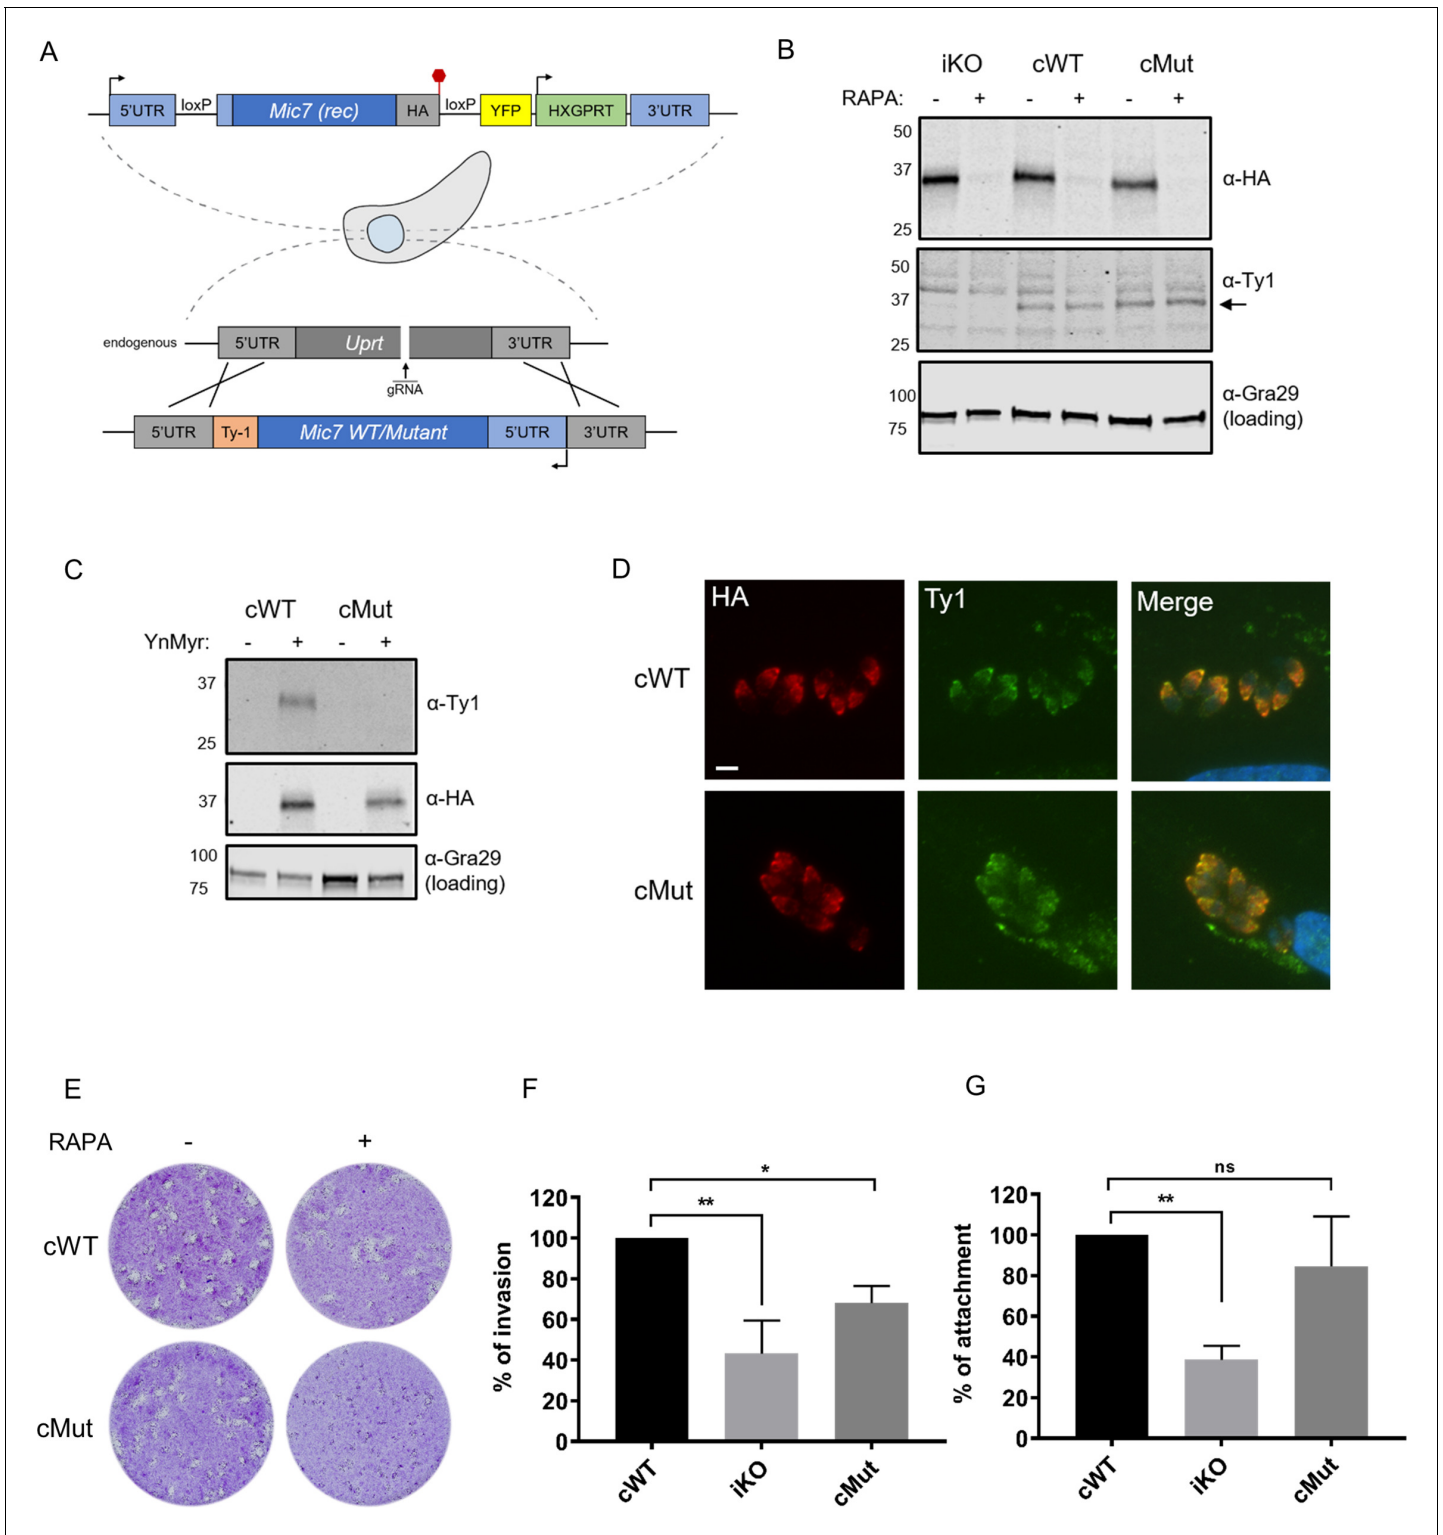 A
5'UTR loxP Mic7 (rec) HA loxP YFP HXGPRT 3'UTR
endogenous 5'UTR Uprt 3'UTR
gRNA
5'UTR Ty-1 Mic7 WT/Mutant 5'UTR 3'UTR
B
iKO cWT cMut
RAPA: - + - + - +
50
37
25
α-HA
50
37
25
α-Ty1
100
75
α-Gra29
(loading)
C
cWT cMut
YnMyr: - + - +
37
25
α-Ty1
37
α-HA
100
75
α-Gra29
(loading)
D
HA Ty1 Merge
cWT
cMut
E
RAPA - +
cWT
cMut
F
% of invasion
120
100
80
60
40
20
0
**
*
cWT iKO cMut
G
% of attachment
120
100
80
60
40
20
0
**
ns
cWT iKO cMut